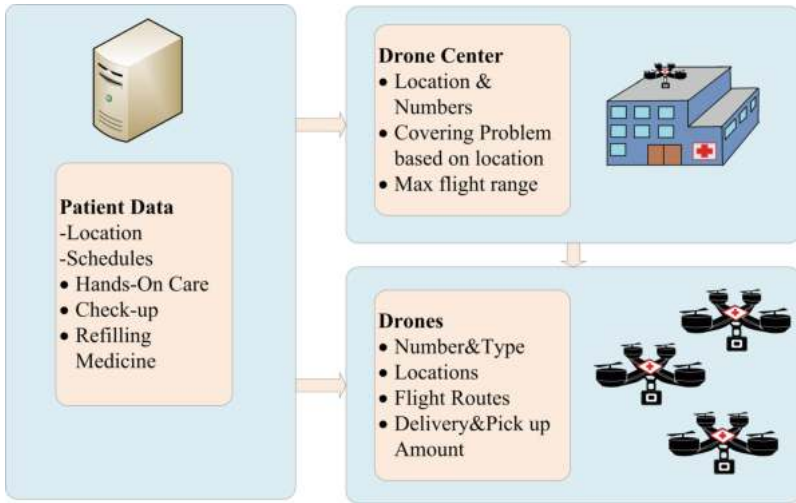 Patient Data
-Location
-Schedules
• Hands-On Care
• Check-up
• Refilling
Medicine
Drone Center
• Location &
Numbers
• Covering Problem
based on location
• Max flight range
Drones
• Number&Type
• Locations
• Flight Routes
• Delivery&Pick up
Amount